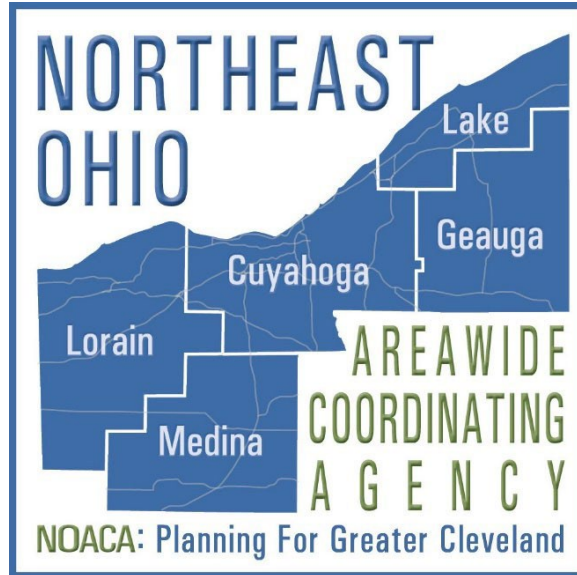 NORTHEAST
OHIO
Lake
Geauga
Cuyahoga
Lorain
Medina
AREAWIDE
COORDINATING
AGENCY
NOACA: Planning For Greater Cleveland